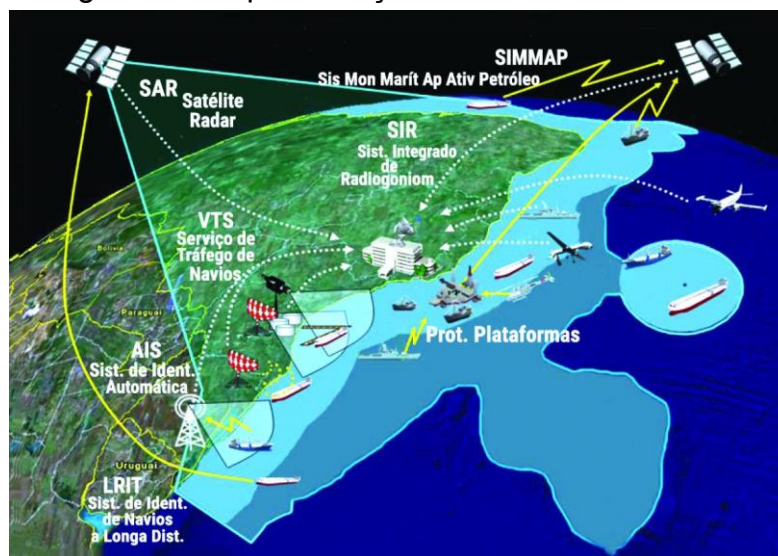 SIMMAP
Sis Mon Marít Ap Ativ Petróleo
SAR
Satélite
Radar
SIR
Sist. Integrado
de
Radiogoniom
VTS
Serviço de
Tráfego de
Navios
Bolívia
Paraguai
Prot. Plataformas
AIS
Sist. de Ident.
Automática
Uruguai
LRIT
Sist. de Ident.
de Navios
a Longa Dist.